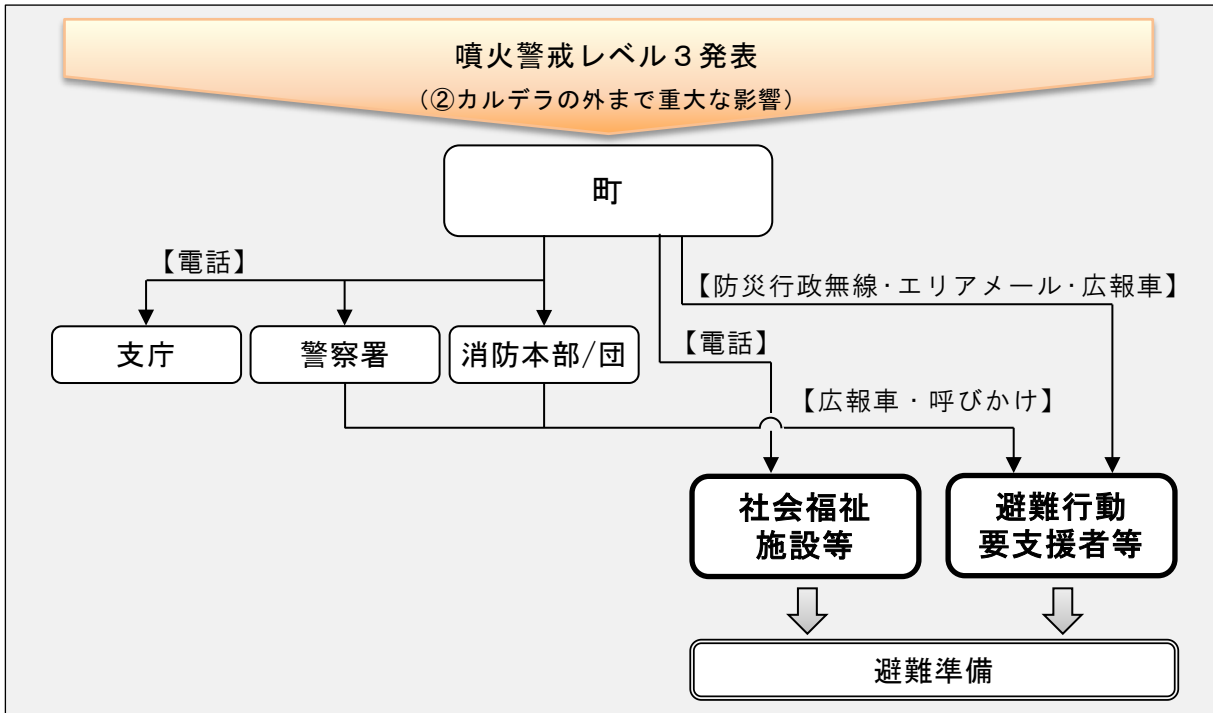 噴火警戒レベル３発表
(②カルデラの外まで重大な影響)
町
【電話】
【防災行政無線･エリアメール･広報車】
支庁
警察署
消防本部/団
【電話】
【広報車・呼びかけ】
社会福祉
施設等
避難行動
要支援者等
避難準備